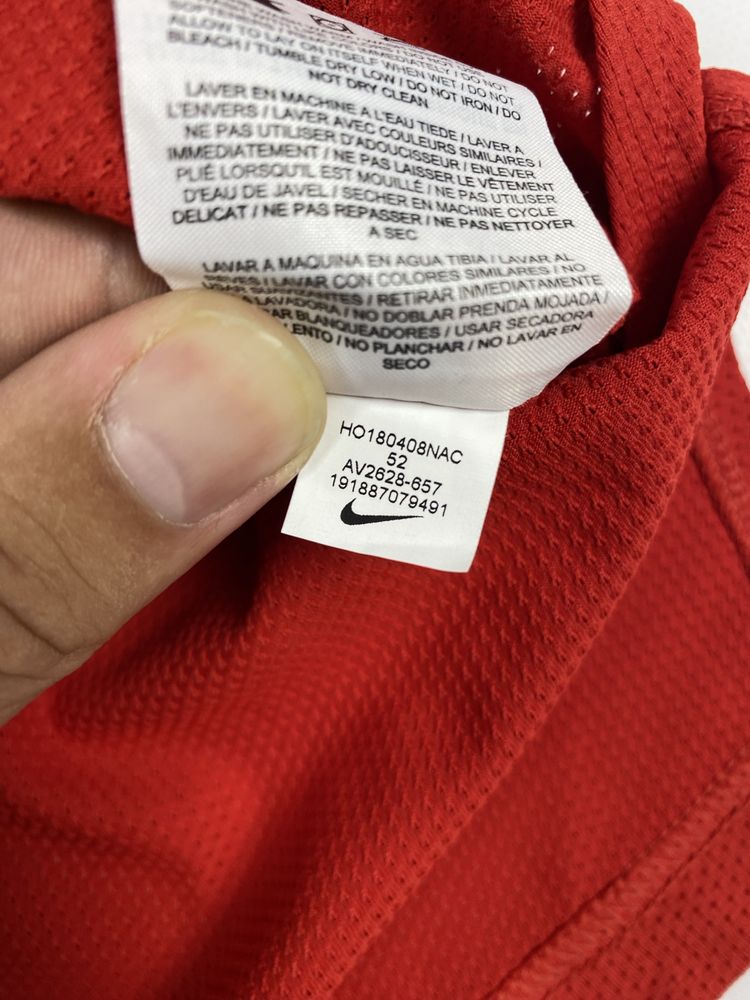 ALLOW TO LAY ON ITSELF WHEN WET / DO NOT
BLEACH / TUMBLE DRY LOW / DO NOT IRON / DO
NOT DRY CLEAN
LAVER EN MACHINE A L'EAU TIEDE / LAVER A
L'ENVERS / LAVER AVEC COULEURS SIMILAIRES /
NE PAS UTILISER D'ADOUCISSEUR / ENLEVER
IMMEDIATEMENT / NE PAS LAISSER LE VÊTEMENT
PLIÉ LORSQU'IL EST MOUILLÉ / NE PAS UTILISER
D'EAU DE JAVEL / SECHER EN MACHINE CYCLE
DELICAT / NE PAS REPASSER / NE PAS NETTOYER
A SEC
LAVAR A MAQUINA EN AGUA TIBIA / LAVAR AL
LAVAR CON COLORES SIMILARES / NO
USAR / RETIRAR INMEDIATAMENTE
LAVADORA / NO DOBLAR PRENDA MOJADA /
BLANQUEADORES / USAR SECADORA
LENTO / NO PLANCHAR / NO LAVAR EN
SECO
HO180408NAC
52
AV2628-657
191887079491